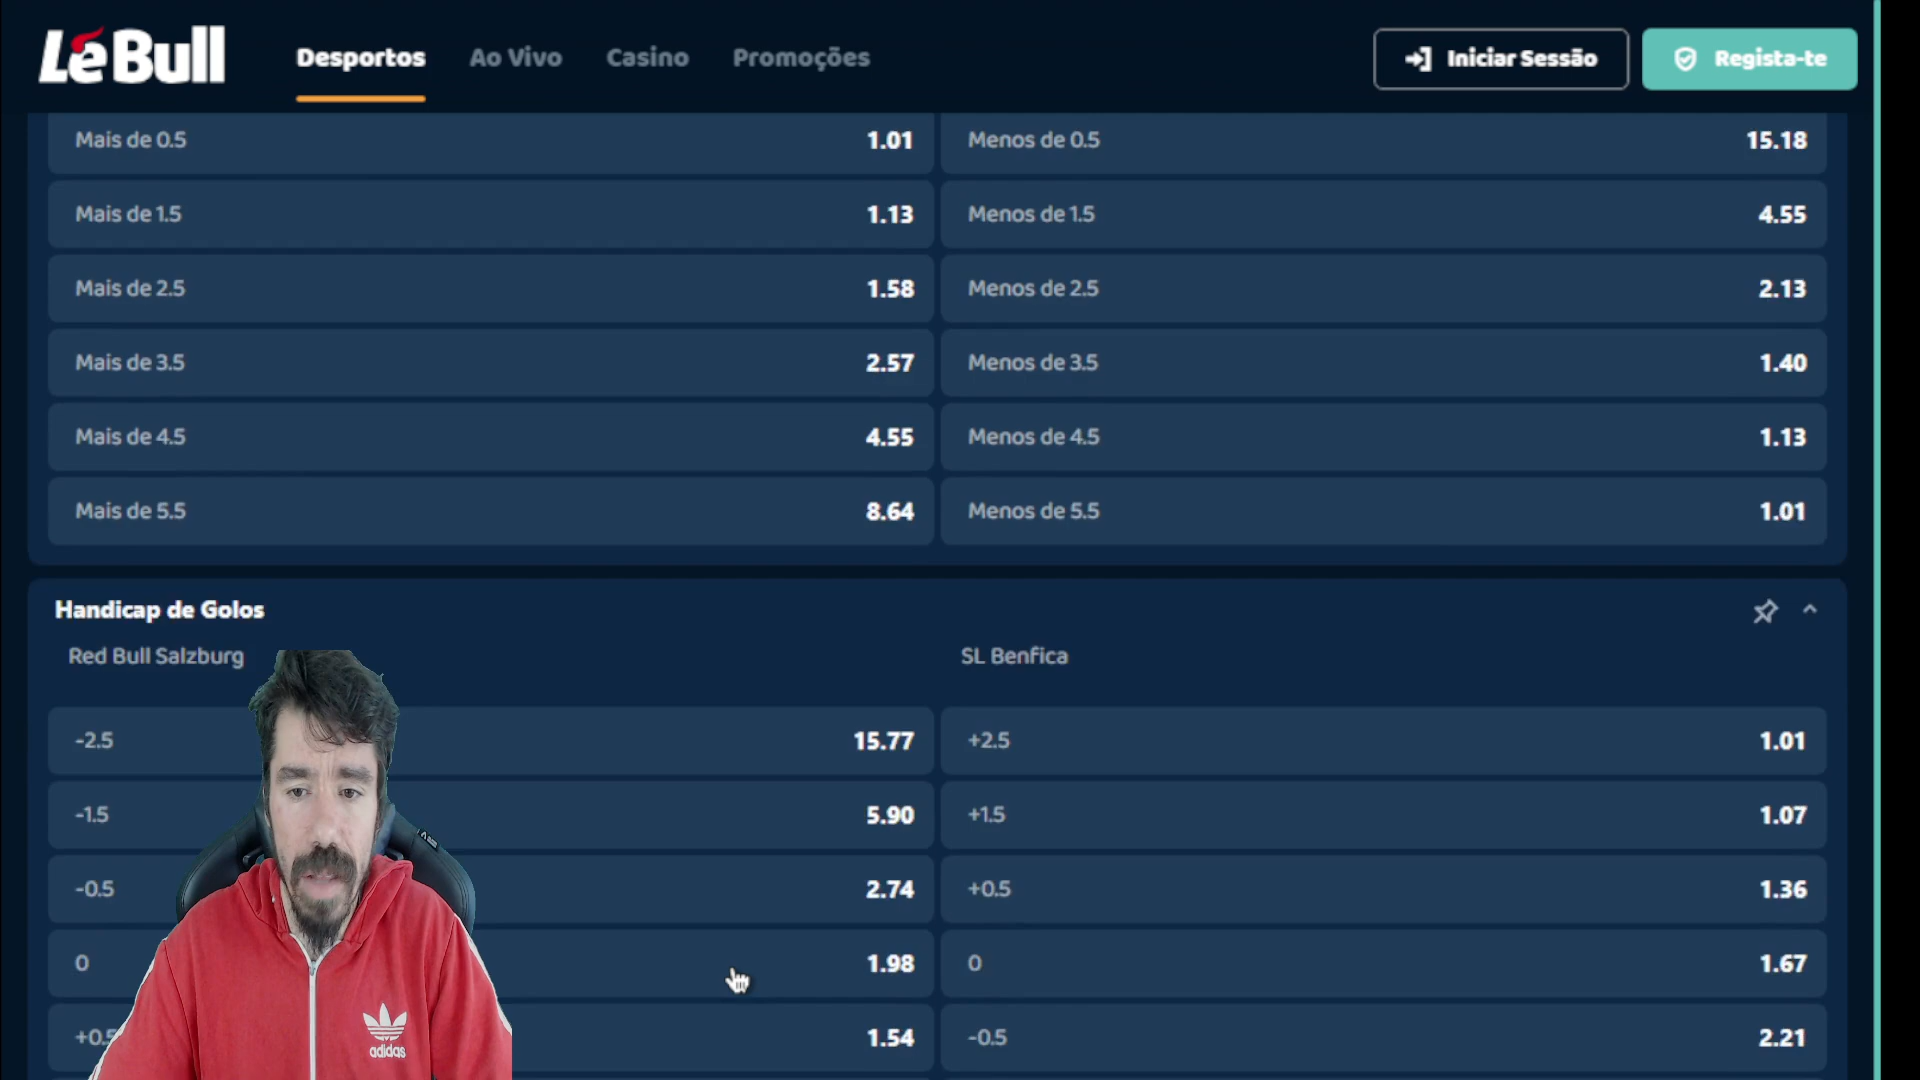 LeBull Desportos Ao Vivo Casino Promoções Iniciar Sessão Regista-te
Mais de 0.5 1.01 Menos de 0.5 15.18
Mais de 1.5 1.13 Menos de 1.5 4.55
Mais de 2.5 1.58 Menos de 2.5 2.13
Mais de 3.5 2.57 Menos de 3.5 1.40
Mais de 4.5 4.55 Menos de 4.5 1.13
Mais de 5.5 8.64 Menos de 5.5 1.01
Handicap de Golos
Red Bull Salzburg SL Benfica
-2.5 15.77 +2.5 1.01
-1.5 5.90 +1.5 1.07
-0.5 2.74 +0.5 1.36
0 1.98 0 1.67
+0.5 1.54 -0.5 2.21
adidas